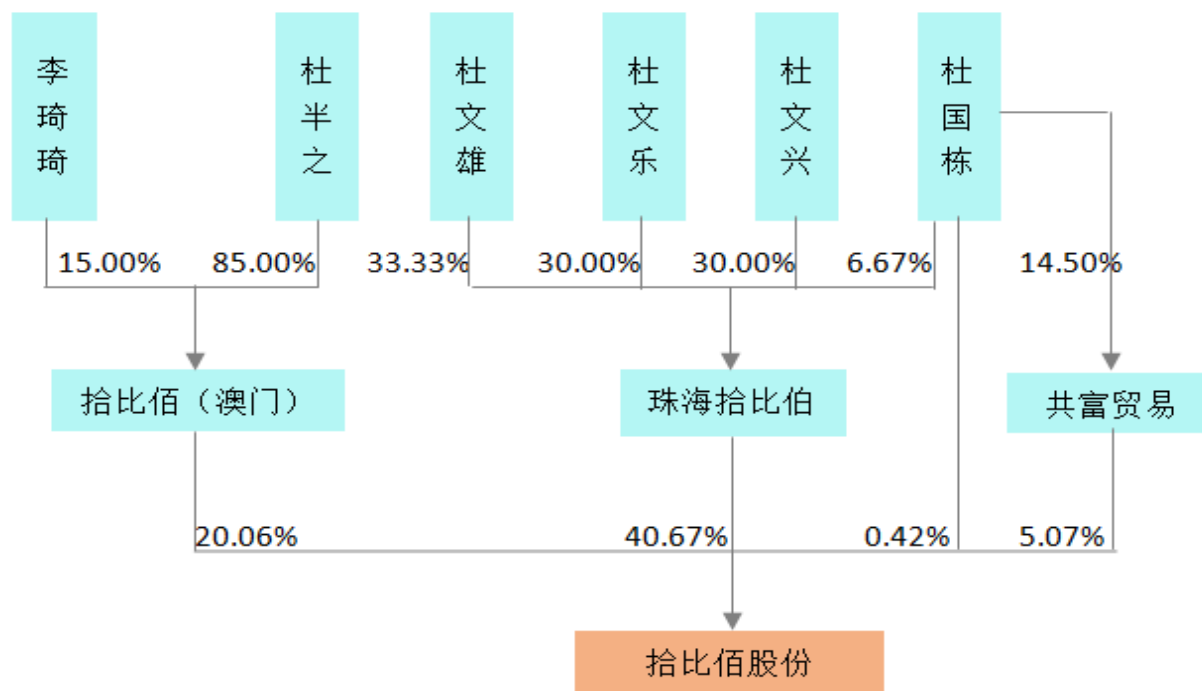 李琦琦
杜半之
杜文雄
杜文乐
杜文兴
杜国栋
15.00%
85.00%
33.33%
30.00%
30.00%
6.67%
14.50%
拾比佰（澳门）
珠海拾比伯
共富贸易
20.06%
40.67%
0.42%
5.07%
拾比佰股份